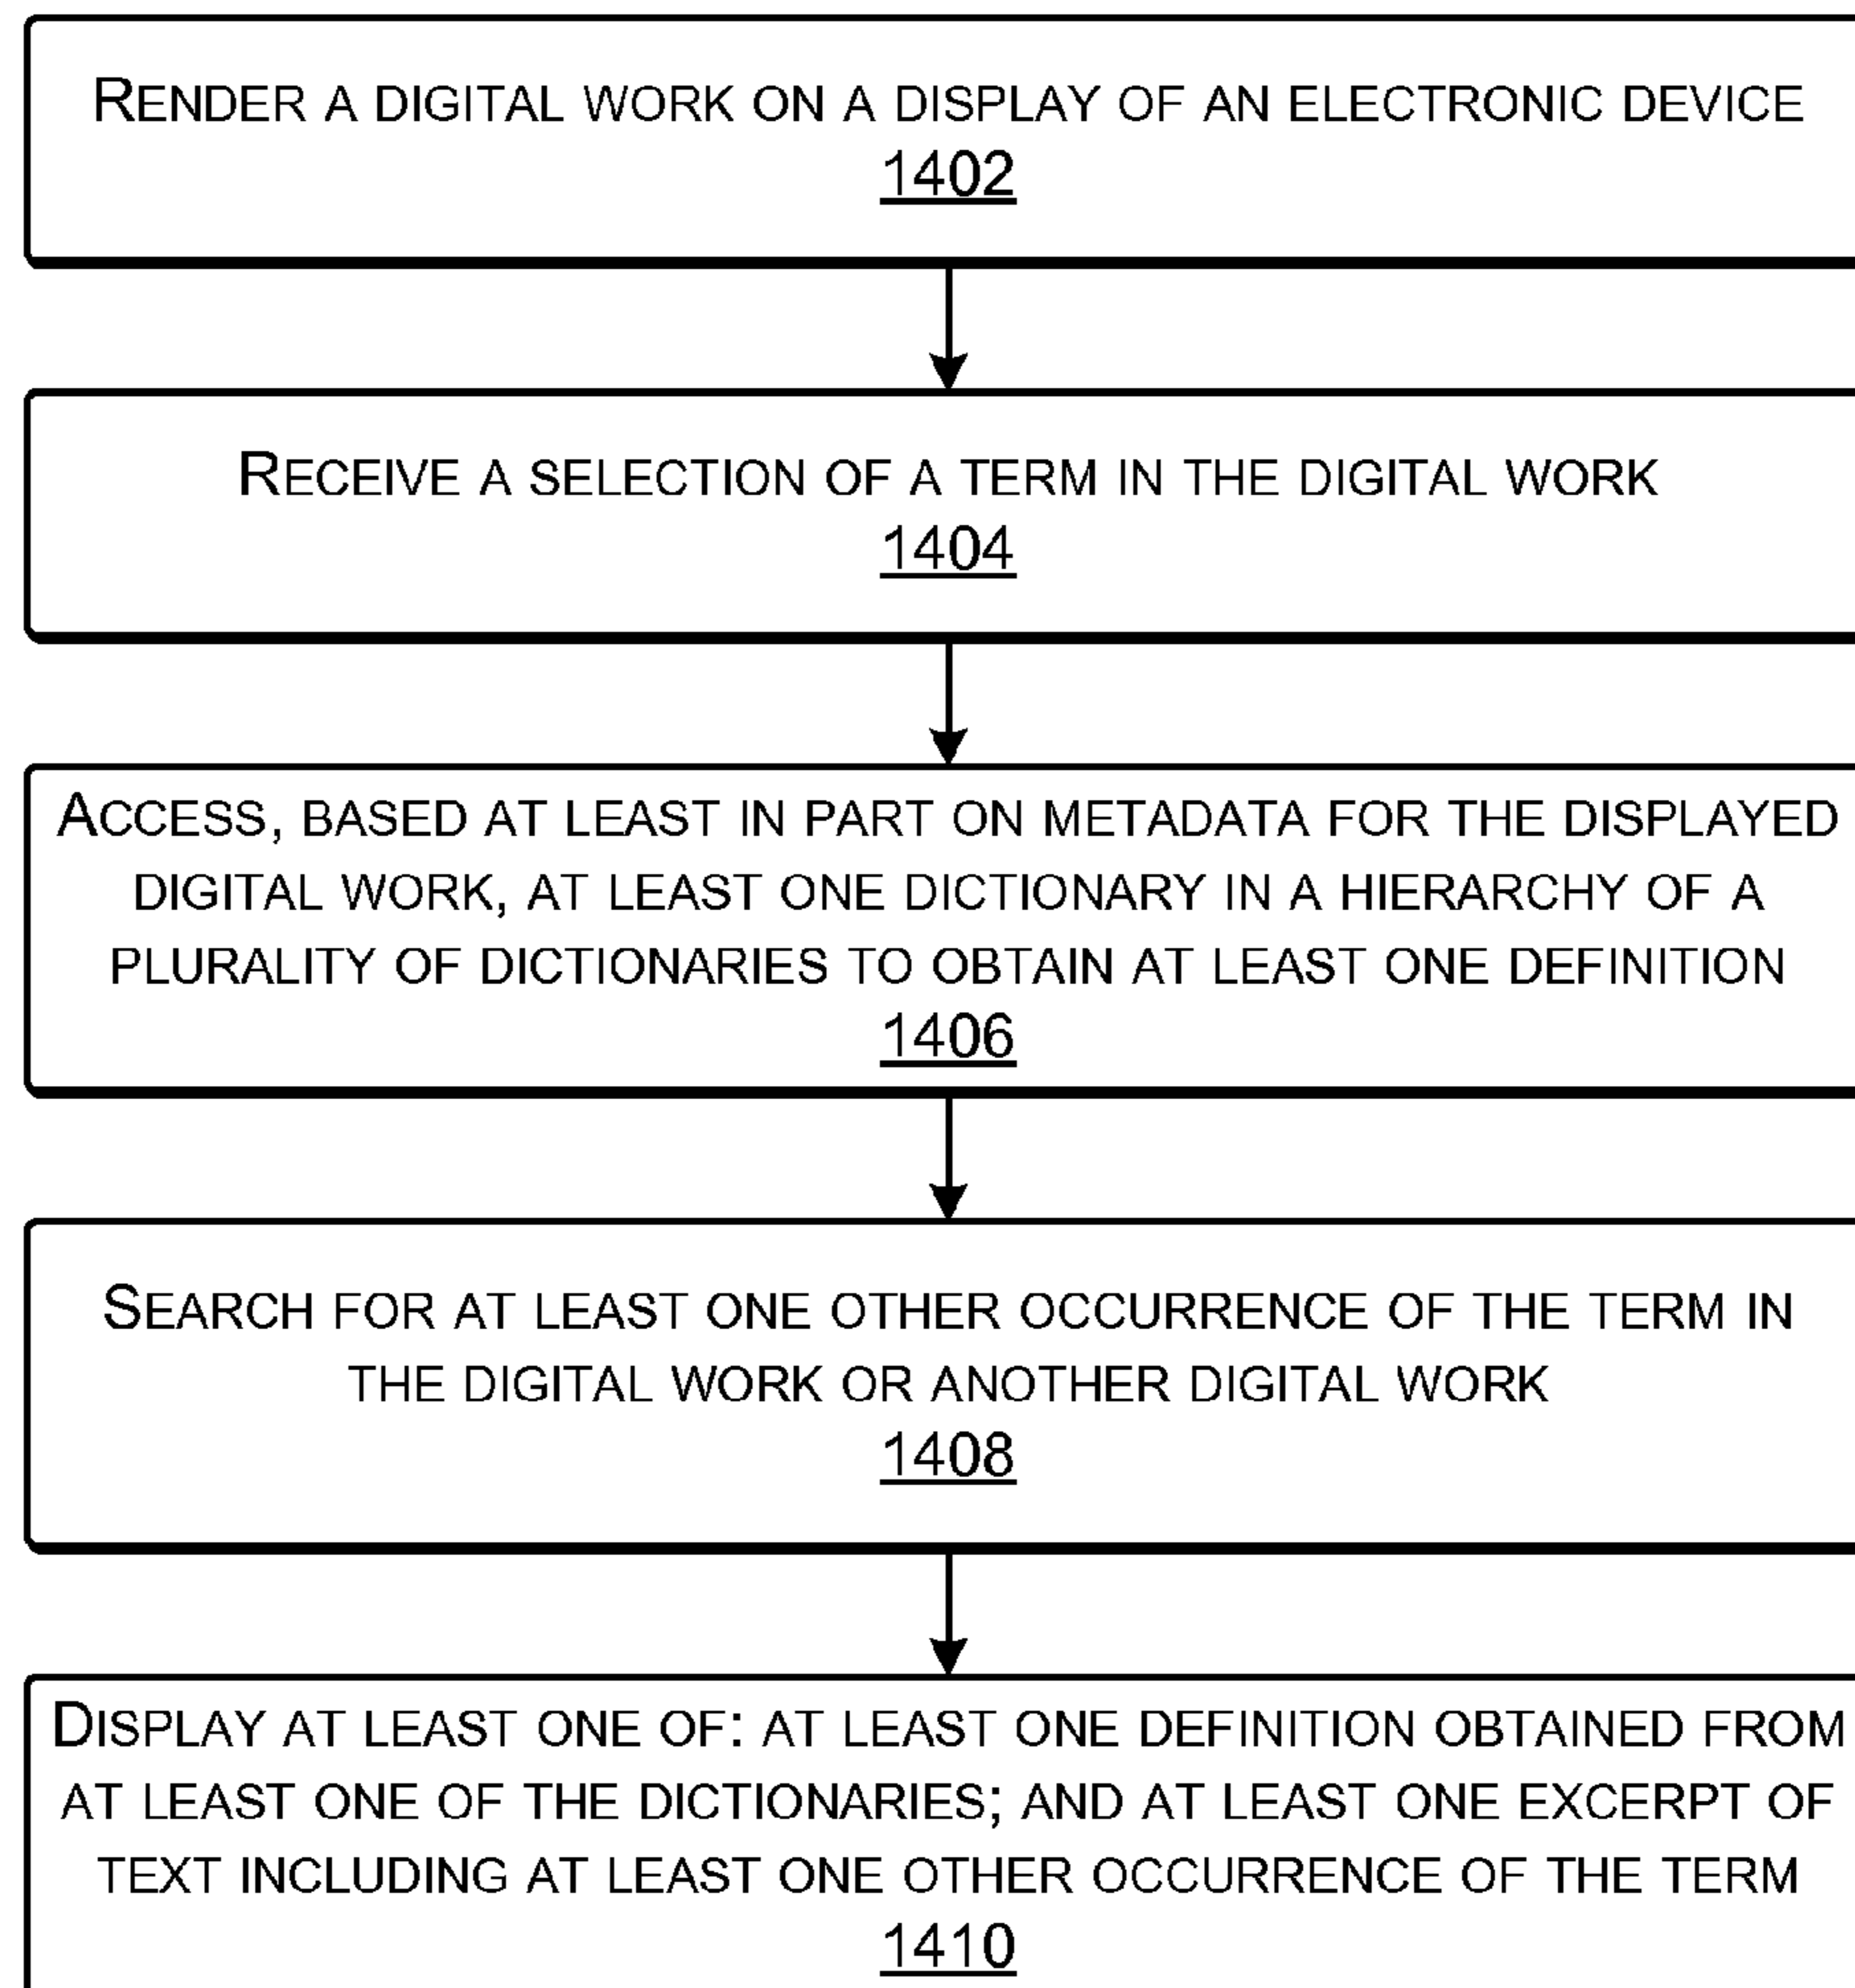 RENDER A DIGITAL WORK ON A DISPLAY OF AN ELECTRONIC DEVICE
1402
RECEIVE A SELECTION OF A TERM IN THE DIGITAL WORK
1404
ACCESS, BASED AT LEAST IN PART ON METADATA FOR THE DISPLAYED
DIGITAL WORK, AT LEAST ONE DICTIONARY IN A HIERARCHY OF A
PLURALITY OF DICTIONARIES TO OBTAIN AT LEAST ONE DEFINITION
1406
SEARCH FOR AT LEAST ONE OTHER OCCURRENCE OF THE TERM IN
THE DIGITAL WORK OR ANOTHER DIGITAL WORK
1408
DISPLAY AT LEAST ONE OF: AT LEAST ONE DEFINITION OBTAINED FROM
AT LEAST ONE OF THE DICTIONARIES; AND AT LEAST ONE EXCERPT OF
TEXT INCLUDING AT LEAST ONE OTHER OCCURRENCE OF THE TERM
1410